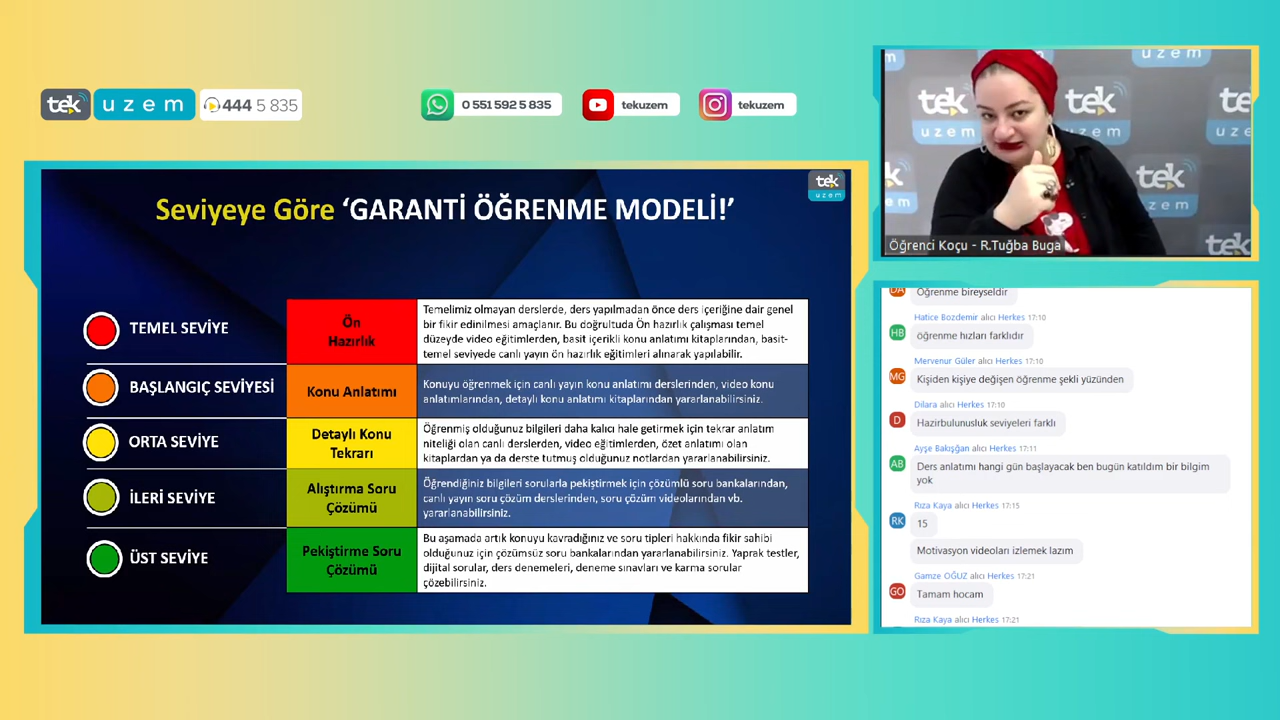 tek uzem 444 5 835
0 551 592 5 835
tekuzem
tekuzem
tek uzem
Seviyeye Göre ‘GARANTİ ÖĞRENME MODELİ!’
TEMEL SEVİYE
Ön
Hazırlık
Temelimiz olmayan derslerde, ders yapılmadan önce ders içeriğine dair genel
bir fikir edinilmesi amaçlanır. Bu doğrultuda Ön hazırlık çalışması temel
düzeyde video eğitimlerden, basit içerikli konu anlatımı kitaplarından, basit-
temel seviyede canlı yayın ön hazırlık eğitimleri alınarak yapılabilir.
BAŞLANGIÇ SEVİYESİ
Konu Anlatımı
Konuyu öğrenmek için canlı yayın konu anlatımı derslerinden, video konu
anlatımlarından, detaylı konu anlatımı kitaplarından yararlanabilirsiniz.
ORTA SEVİYE
Detaylı Konu
Tekrarı
Öğrenmiş olduğunuz bilgileri daha kalıcı hale getirmek için tekrar anlatım
niteliği olan canlı derslerden, video eğitimlerden, özet anlatımı olan
kitaplardan ya da derste tutmuş olduğunuz notlardan yararlanabilirsiniz.
İLERİ SEVİYE
Alıştırma Soru
Çözümü
Öğrendiğiniz bilgileri sorularla pekiştirmek için çözümlü soru bankalarından,
canlı yayın soru çözüm derslerinden, soru çözüm videolarından vb.
yararlanabilirsiniz.
ÜST SEVİYE
Pekiştirme Soru
Çözümü
Bu aşamada artık konuyu kavradığınız ve soru tipleri hakkında fikir sahibi
olduğunuz için çözümsüz soru bankalarından yararlanabilirsiniz. Yaprak testler,
dijital sorular, ders denemeleri, deneme sınavları ve karma sorular
çözebilirsiniz.
tek uzem
tek uzem
tek uzem
Öğrenci Koçu - R.Tuğba Buga
DA
Öğrenme bireyseldir
Hatice Bozdemir alıcı Herkes 17:10
HB
öğrenme hızları farklıdır
Mervenur Güler alıcı Herkes 17:10
MG
Kişiden kişiye değişen öğrenme şekli yüzünden
Dilara alıcı Herkes 17:10
D
Hazirbulunusluk seviyeleri farklı
Ayşe Bakışğan alıcı Herkes 17:11
AB
Ders anlatımı hangi gün başlayacak ben bugün katıldım bir bilgim
yok
Rıza Kaya alıcı Herkes 17:15
RK
15
Motivasyon videoları izlemek lazım
Gamze OĞUZ alıcı Herkes 17:21
GO
Tamam hocam
Rıza Kaya alıcı Herkes 17:21